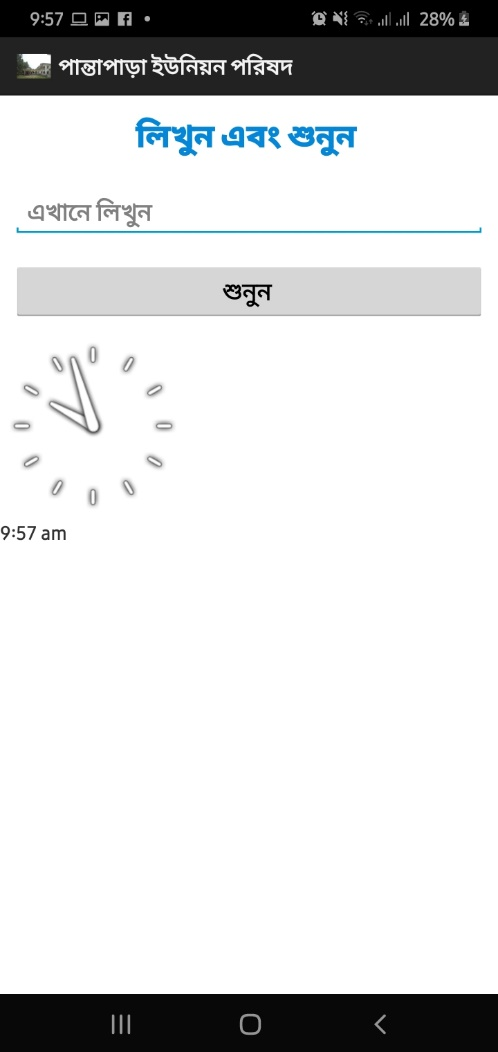 9:57 28%
পান্তাপাড়া ইউনিয়ন পরিষদ
লিখুন এবং শুনুন
এখানে লিখুন
শুনুন
9:57 am